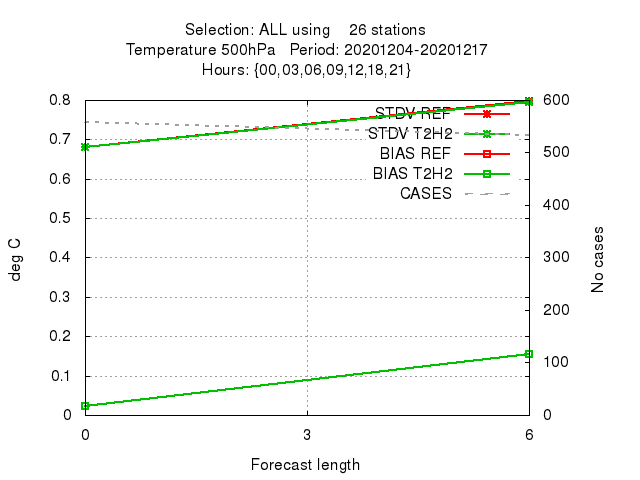 Selection: ALL using    26 stations
Temperature 500hPa   Period: 20201204-20201217
Hours: {00,03,06,09,12,18,21}
0.8
0.7
0.6
0.5
0.4
0.3
0.2
0.1
0
deg C
STDV REF
STDV T2H2
BIAS REF
BIAS T2H2
CASES
600
500
400
300
200
100
0
No cases
0
3
6
Forecast length